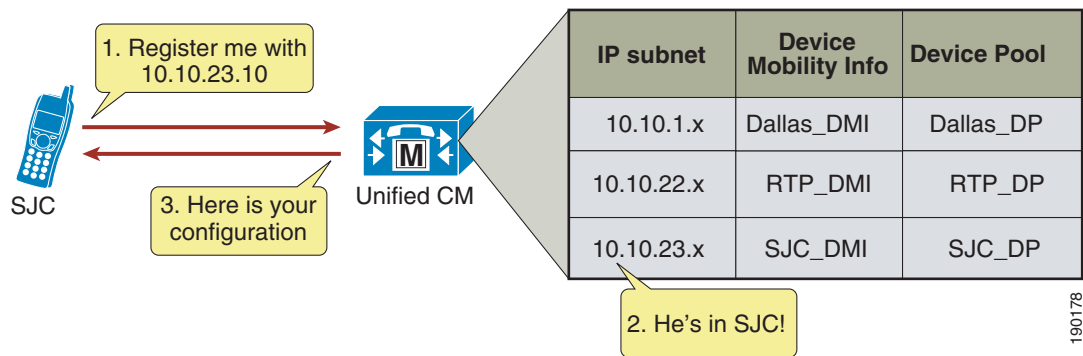 1. Register me with
10.10.23.10
SJC
3. Here is your
configuration
M
Unified CM
IP subnet
Device
Mobility Info
Device Pool
10.10.1.x
Dallas_DMI
Dallas_DP
10.10.22.x
RTP_DMI
RTP_DP
10.10.23.x
SJC_DMI
SJC_DP
2. He's in SJC!
190178